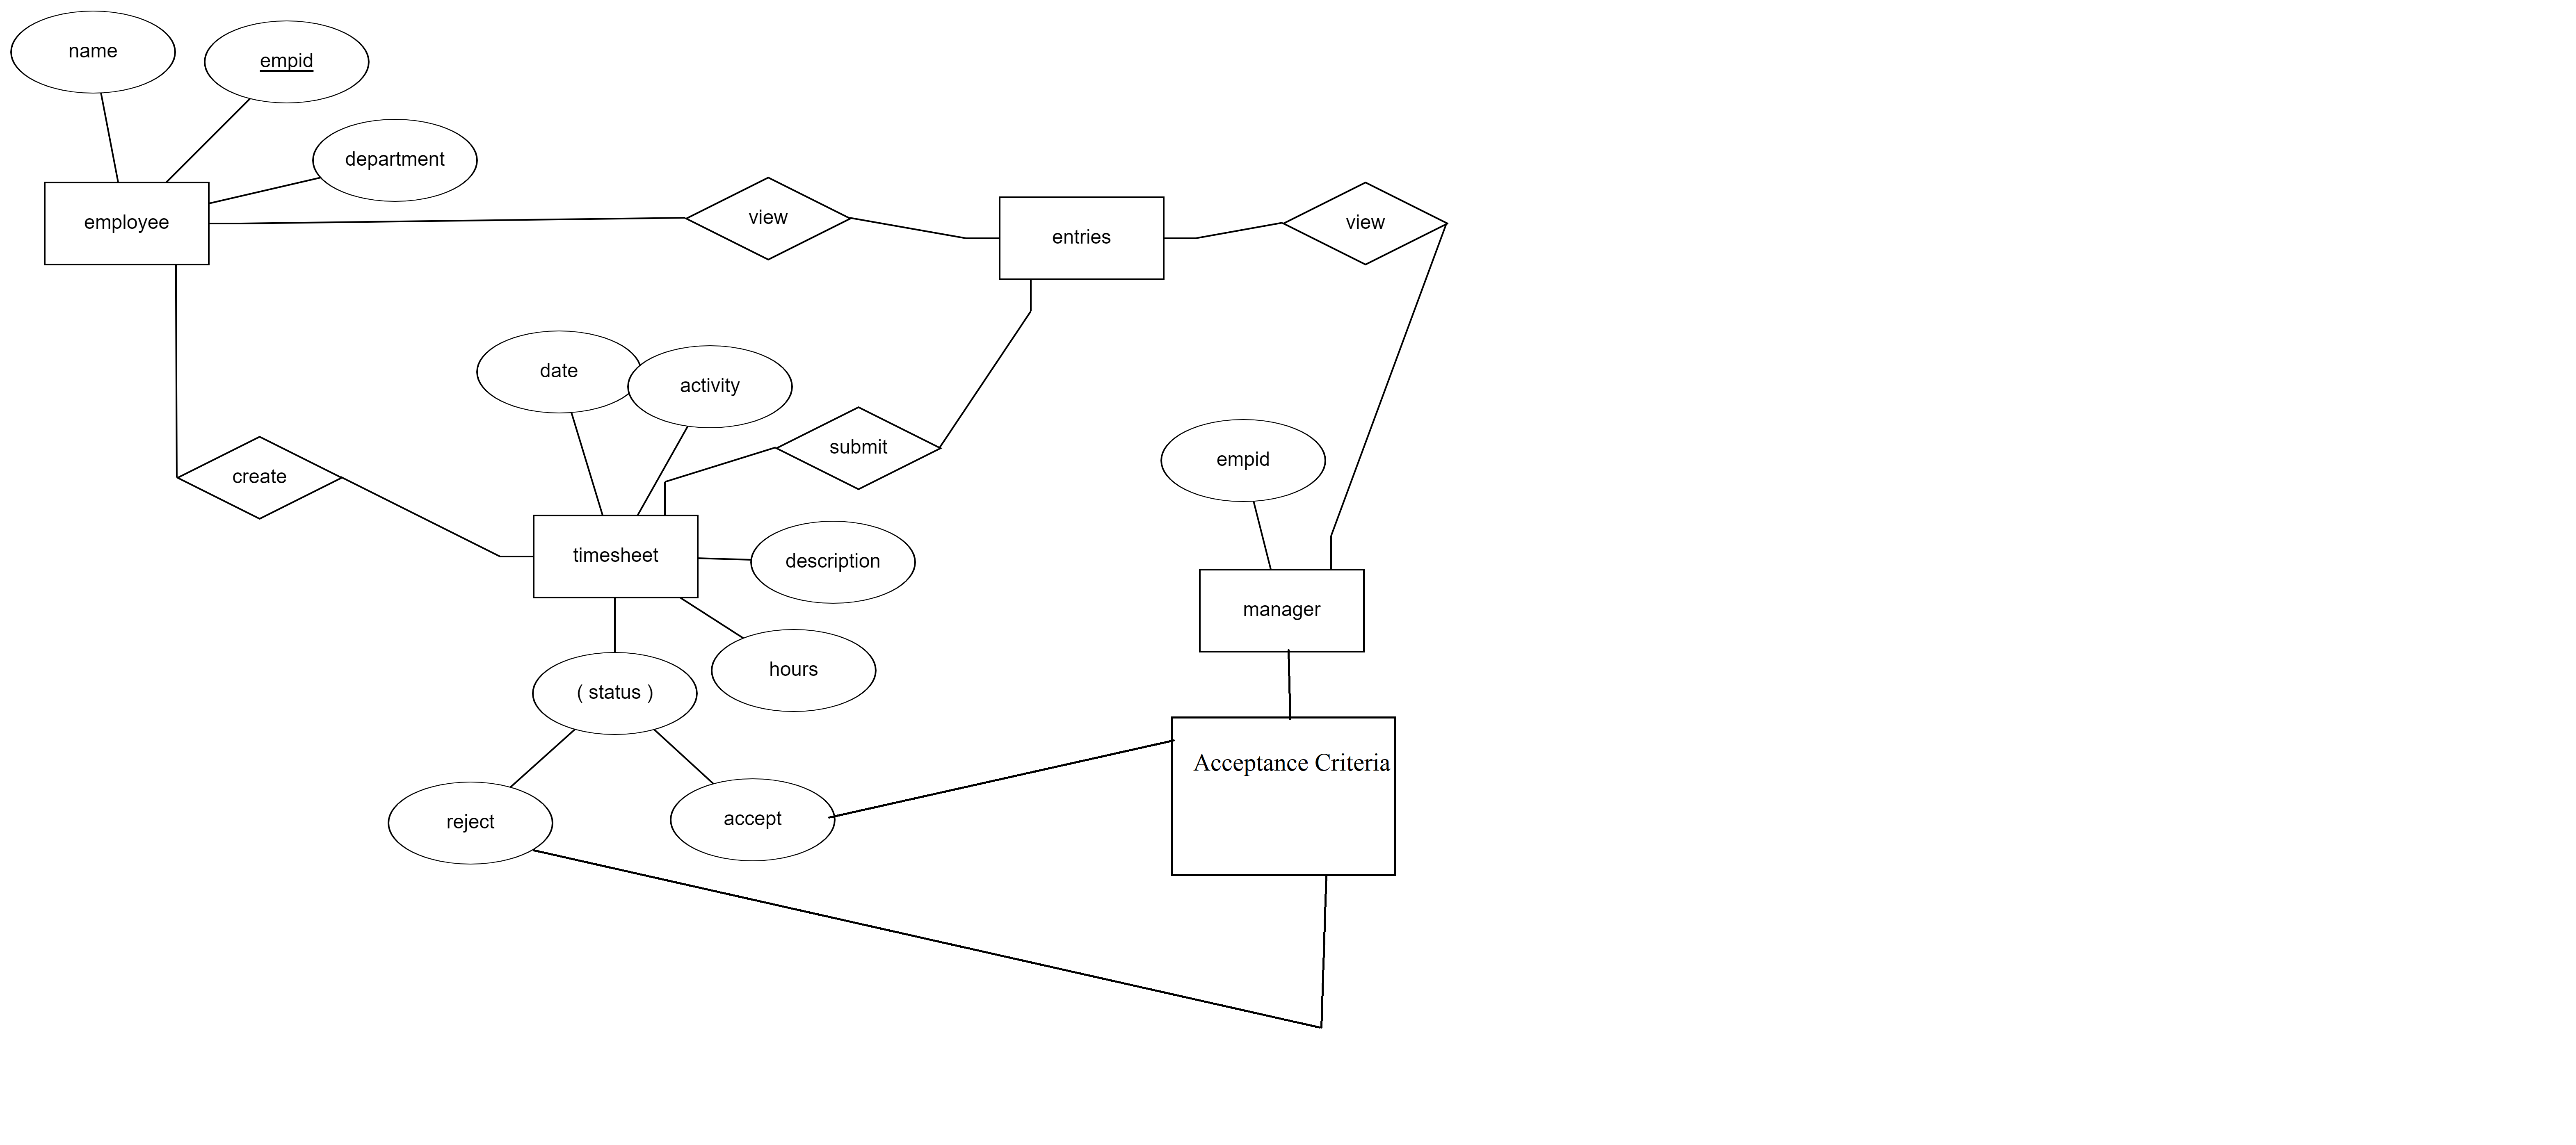 name
empid
department
employee
view
entries
view
date
activity
submit
create
empid
timesheet
description
manager
hours
( status )
Acceptance Criteria
reject
accept